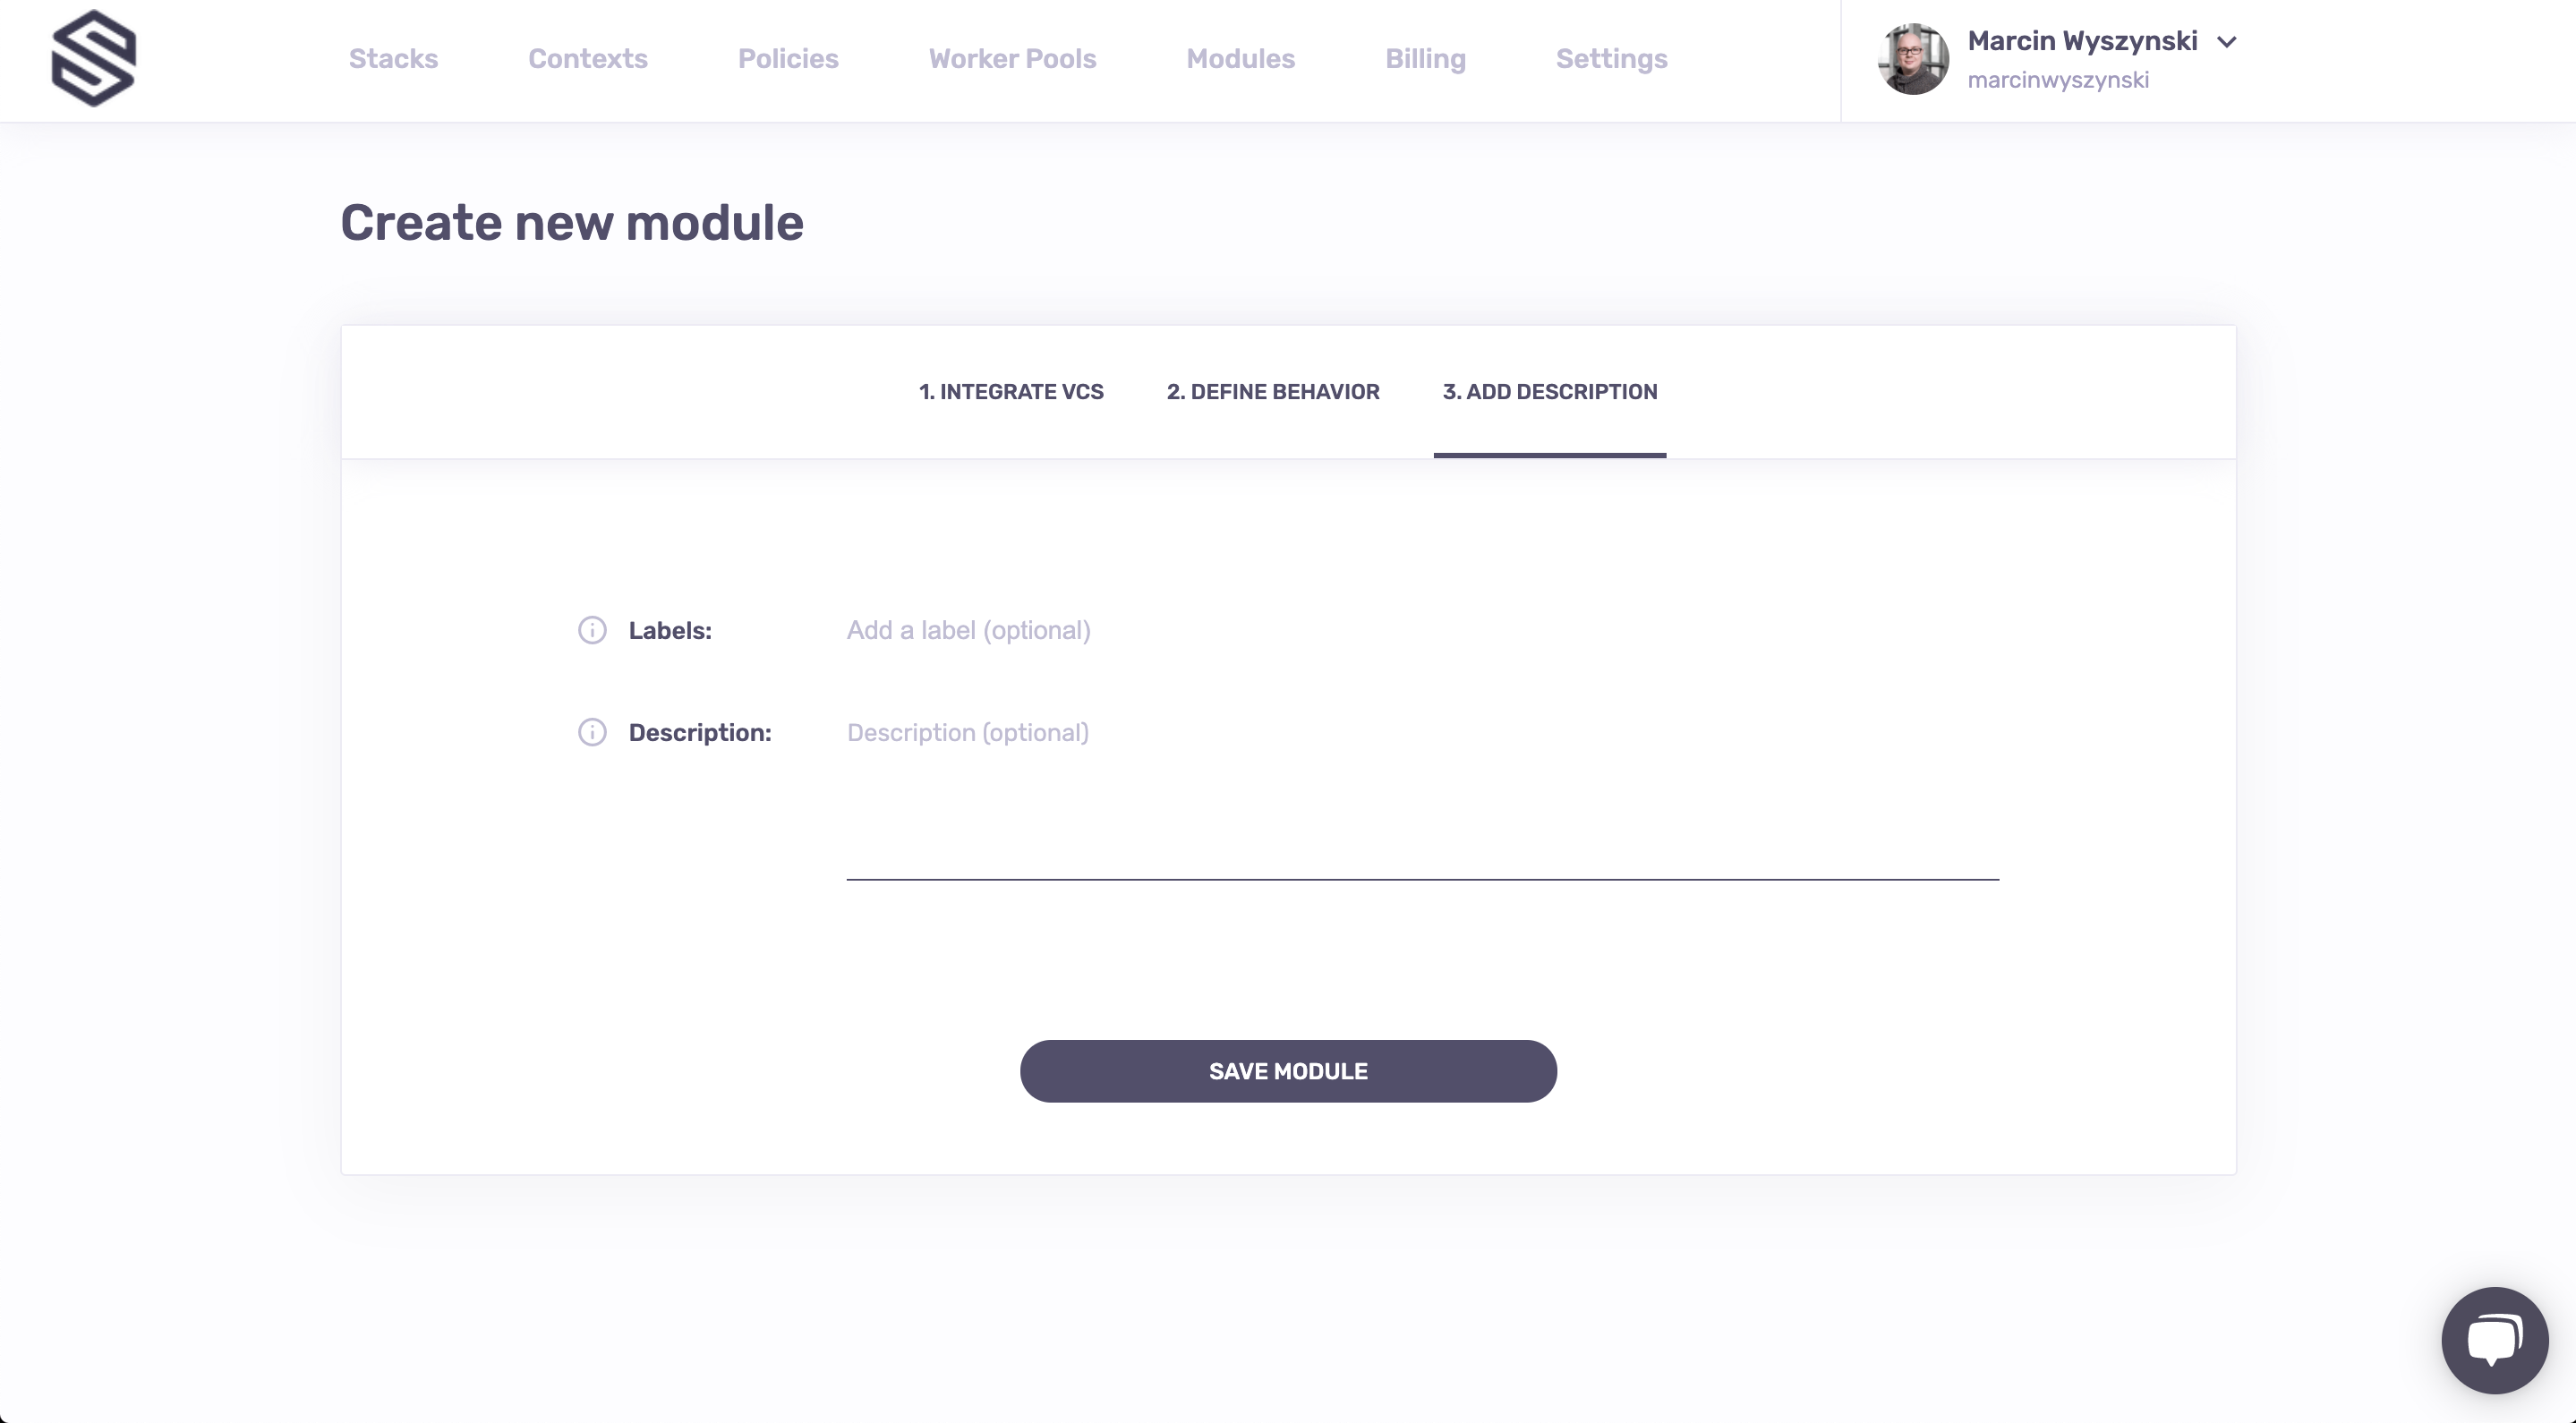 Stacks Contexts Policies Worker Pools Modules Billing Settings
Marcin Wyszynski
marcinwyszynski
Create new module
1. INTEGRATE VCS 2. DEFINE BEHAVIOR 3. ADD DESCRIPTION
Labels: Add a label (optional)
Description: Description (optional)
SAVE MODULE